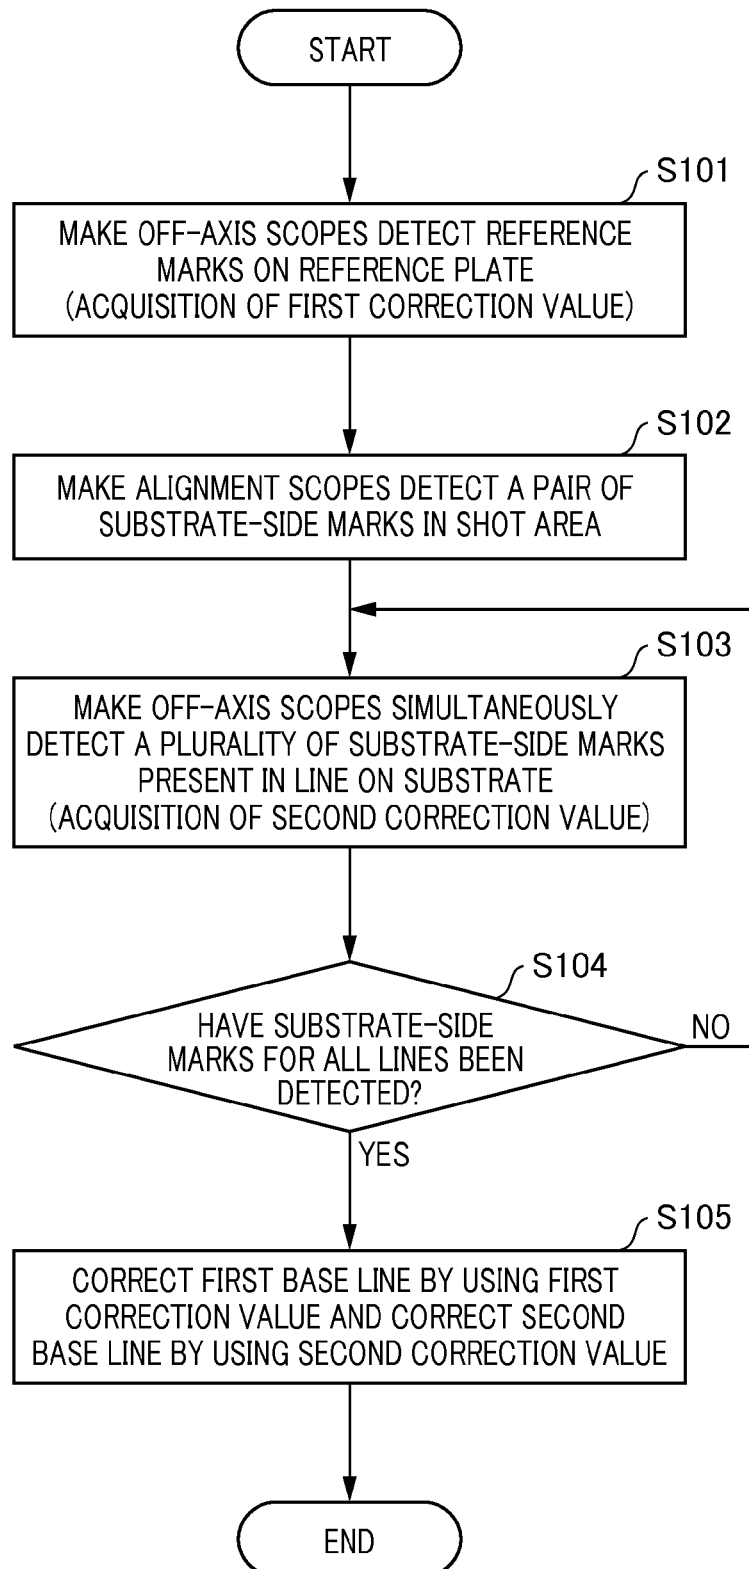 START
S101
MAKE OFF-AXIS SCOPES DETECT REFERENCE
MARKS ON REFERENCE PLATE
(ACQUISITION OF FIRST CORRECTION VALUE)
S102
MAKE ALIGNMENT SCOPES DETECT A PAIR OF
SUBSTRATE-SIDE MARKS IN SHOT AREA
S103
MAKE OFF-AXIS SCOPES SIMULTANEOUSLY
DETECT A PLURALITY OF SUBSTRATE-SIDE MARKS
PRESENT IN LINE ON SUBSTRATE
(ACQUISITION OF SECOND CORRECTION VALUE)
S104
HAVE SUBSTRATE-SIDE
MARKS FOR ALL LINES BEEN
DETECTED?
NO
YES
S105
CORRECT FIRST BASE LINE BY USING FIRST
CORRECTION VALUE AND CORRECT SECOND
BASE LINE BY USING SECOND CORRECTION VALUE
END